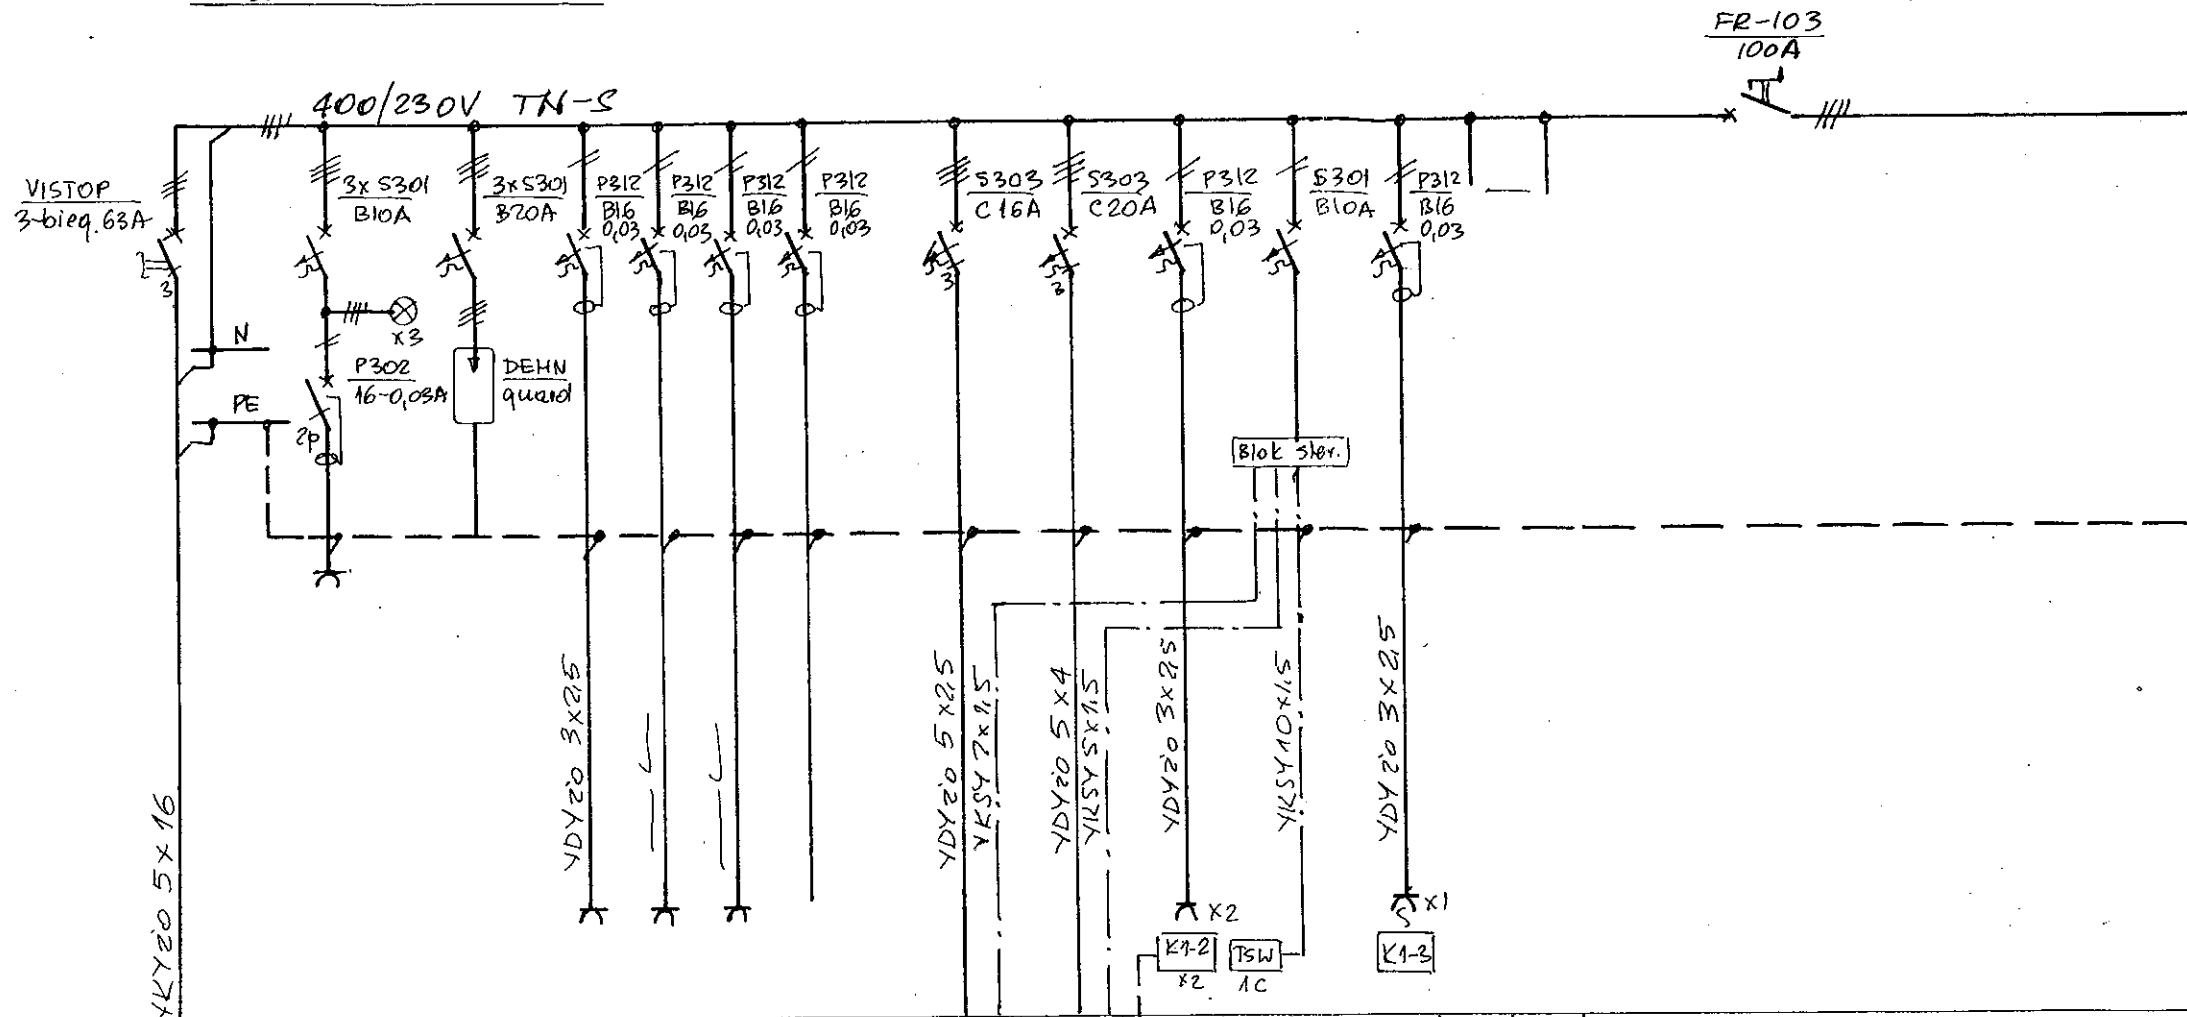 FR-103
100A
400/230V TN-S
VISTOP
3-bieg. 63A
3
3x S301
B10A
3x S301
B20A
P312
B16
0,03
P312
B16
0,03
P312
B16
0,03
P312
B16
0,03
S303
C16A
3
S303
C20A
3
P312
B16
0,03
S301
B10A
P312
B16
0,03
x3
N
PE
P302
16-0,03A
2p
DEHN
guard
Blok ster.
YKYżo 5x16
YDYżo 3x2,5
YDYżo 5x2,5
YKSY 7x1,5
YDYżo 5x4
YKSY 5x1,5
YDYżo 3x2,5
YKSY 10x1,5
YDYżo 3x2,5
x2
K1-2
x2
TSW
1C
x1
K1-3